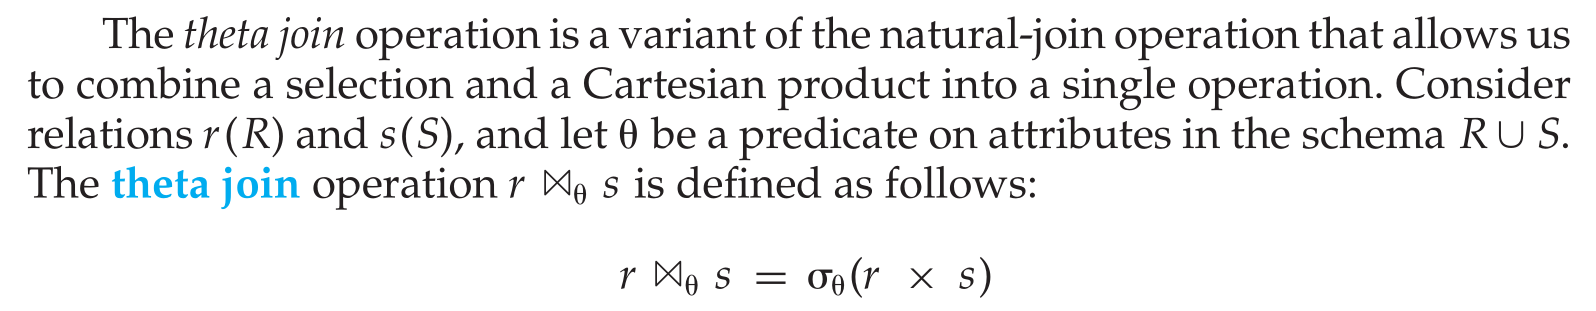 The theta join operation is a variant of the natural-join operation that allows us
to combine a selection and a Cartesian product into a single operation. Consider
relations r(R) and s(S), and let θ be a predicate on attributes in the schema R ∪ S.
The theta join operation r ⋈θ s is defined as follows:
r ⋈θ s = σθ(r × s)